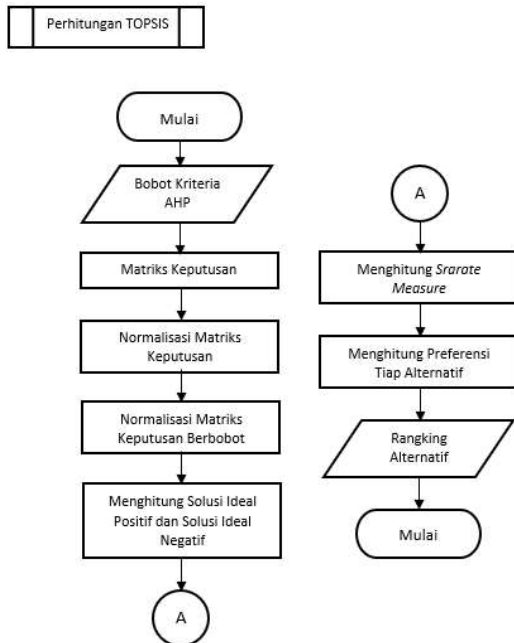 Perhitungan TOPSIS
Mulai
Bobot Kriteria
AHP
Matriks Keputusan
Normalisasi Matriks
Keputusan
Normalisasi Matriks
Keputusan Berbobot
Menghitung Solusi Ideal
Positif dan Solusi Ideal
Negatif
A
A
Menghitung Srarate
Measure
Menghitung Preferensi
Tiap Alternatif
Rangking
Alternatif
Mulai